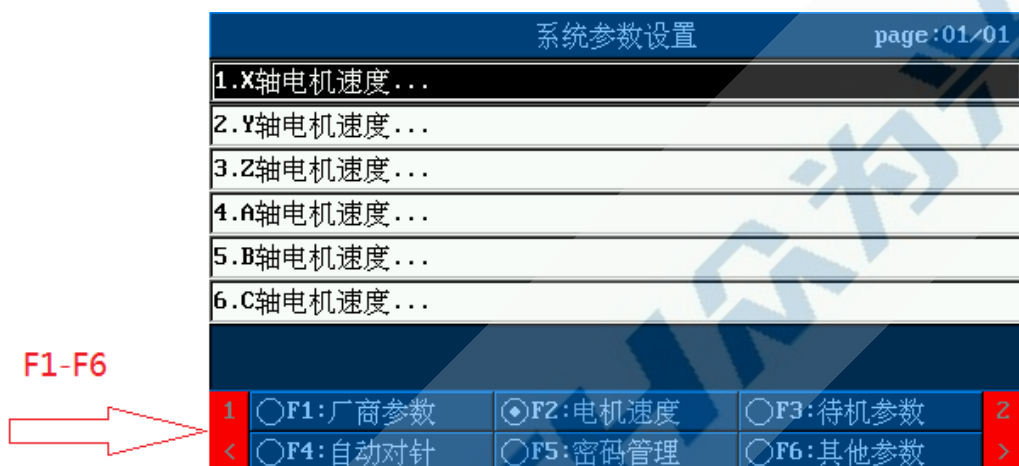 系统参数设置 page:01/01
1.X轴电机速度...
2.Y轴电机速度...
3.Z轴电机速度...
4.A轴电机速度...
5.B轴电机速度...
6.C轴电机速度...
F1-F6
1 F1:厂商参数 F2:电机速度 F3:待机参数 2
< F4:自动对针 F5:密码管理 F6:其他参数 >